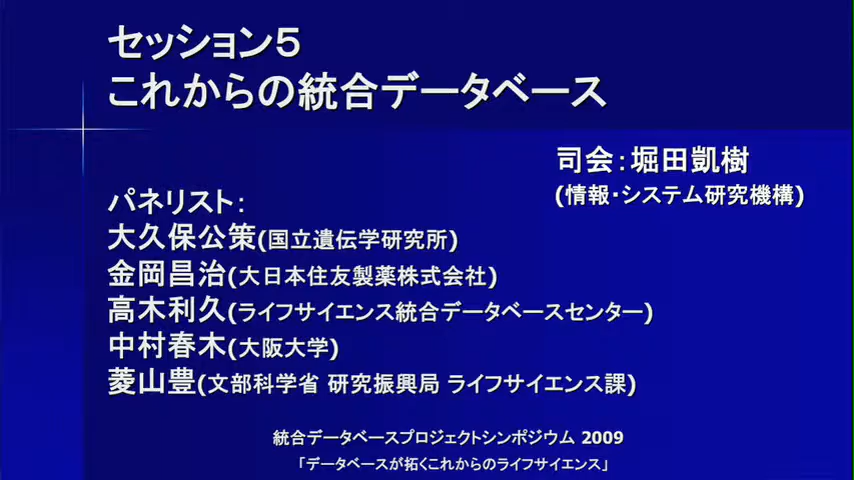 セッション5
これからの統合データベース
司会：堀田凱樹
(情報・システム研究機構)
パネリスト：
大久保公策(国立遺伝学研究所)
金岡昌治(大日本住友製薬株式会社)
高木利久(ライフサイエンス統合データベースセンター)
中村春木(大阪大学)
菱山豊(文部科学省 研究振興局 ライフサイエンス課)
統合データベースプロジェクトシンポジウム 2009
「データベースが拓くこれからのライフサイエンス」